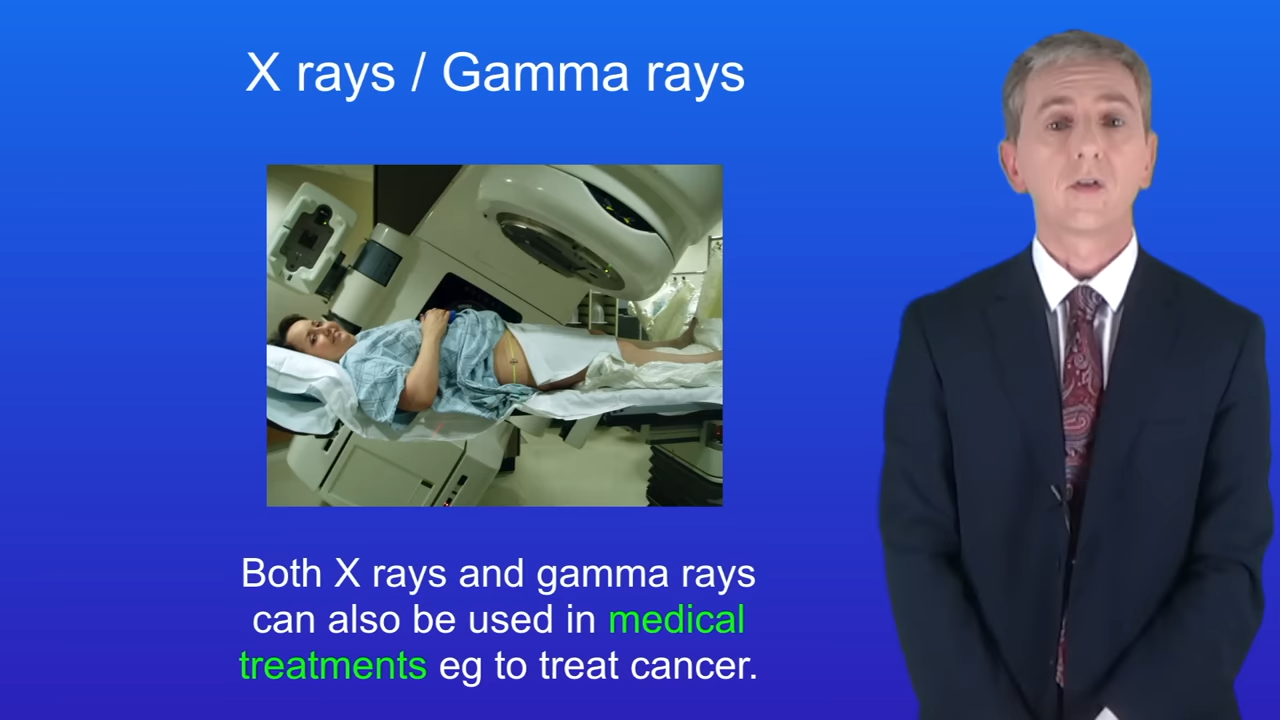 X rays / Gamma rays
Both X rays and gamma rays
can also be used in medical
treatments eg to treat cancer.